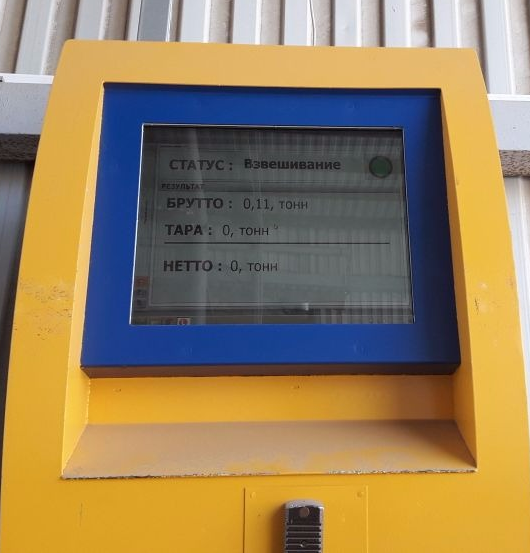 СТАТУС : Взвешивание
РЕЗУЛЬТАТ
БРУТТО : 0,11, тонн
ТАРА : 0, тонн
НЕТТО : 0, тонн